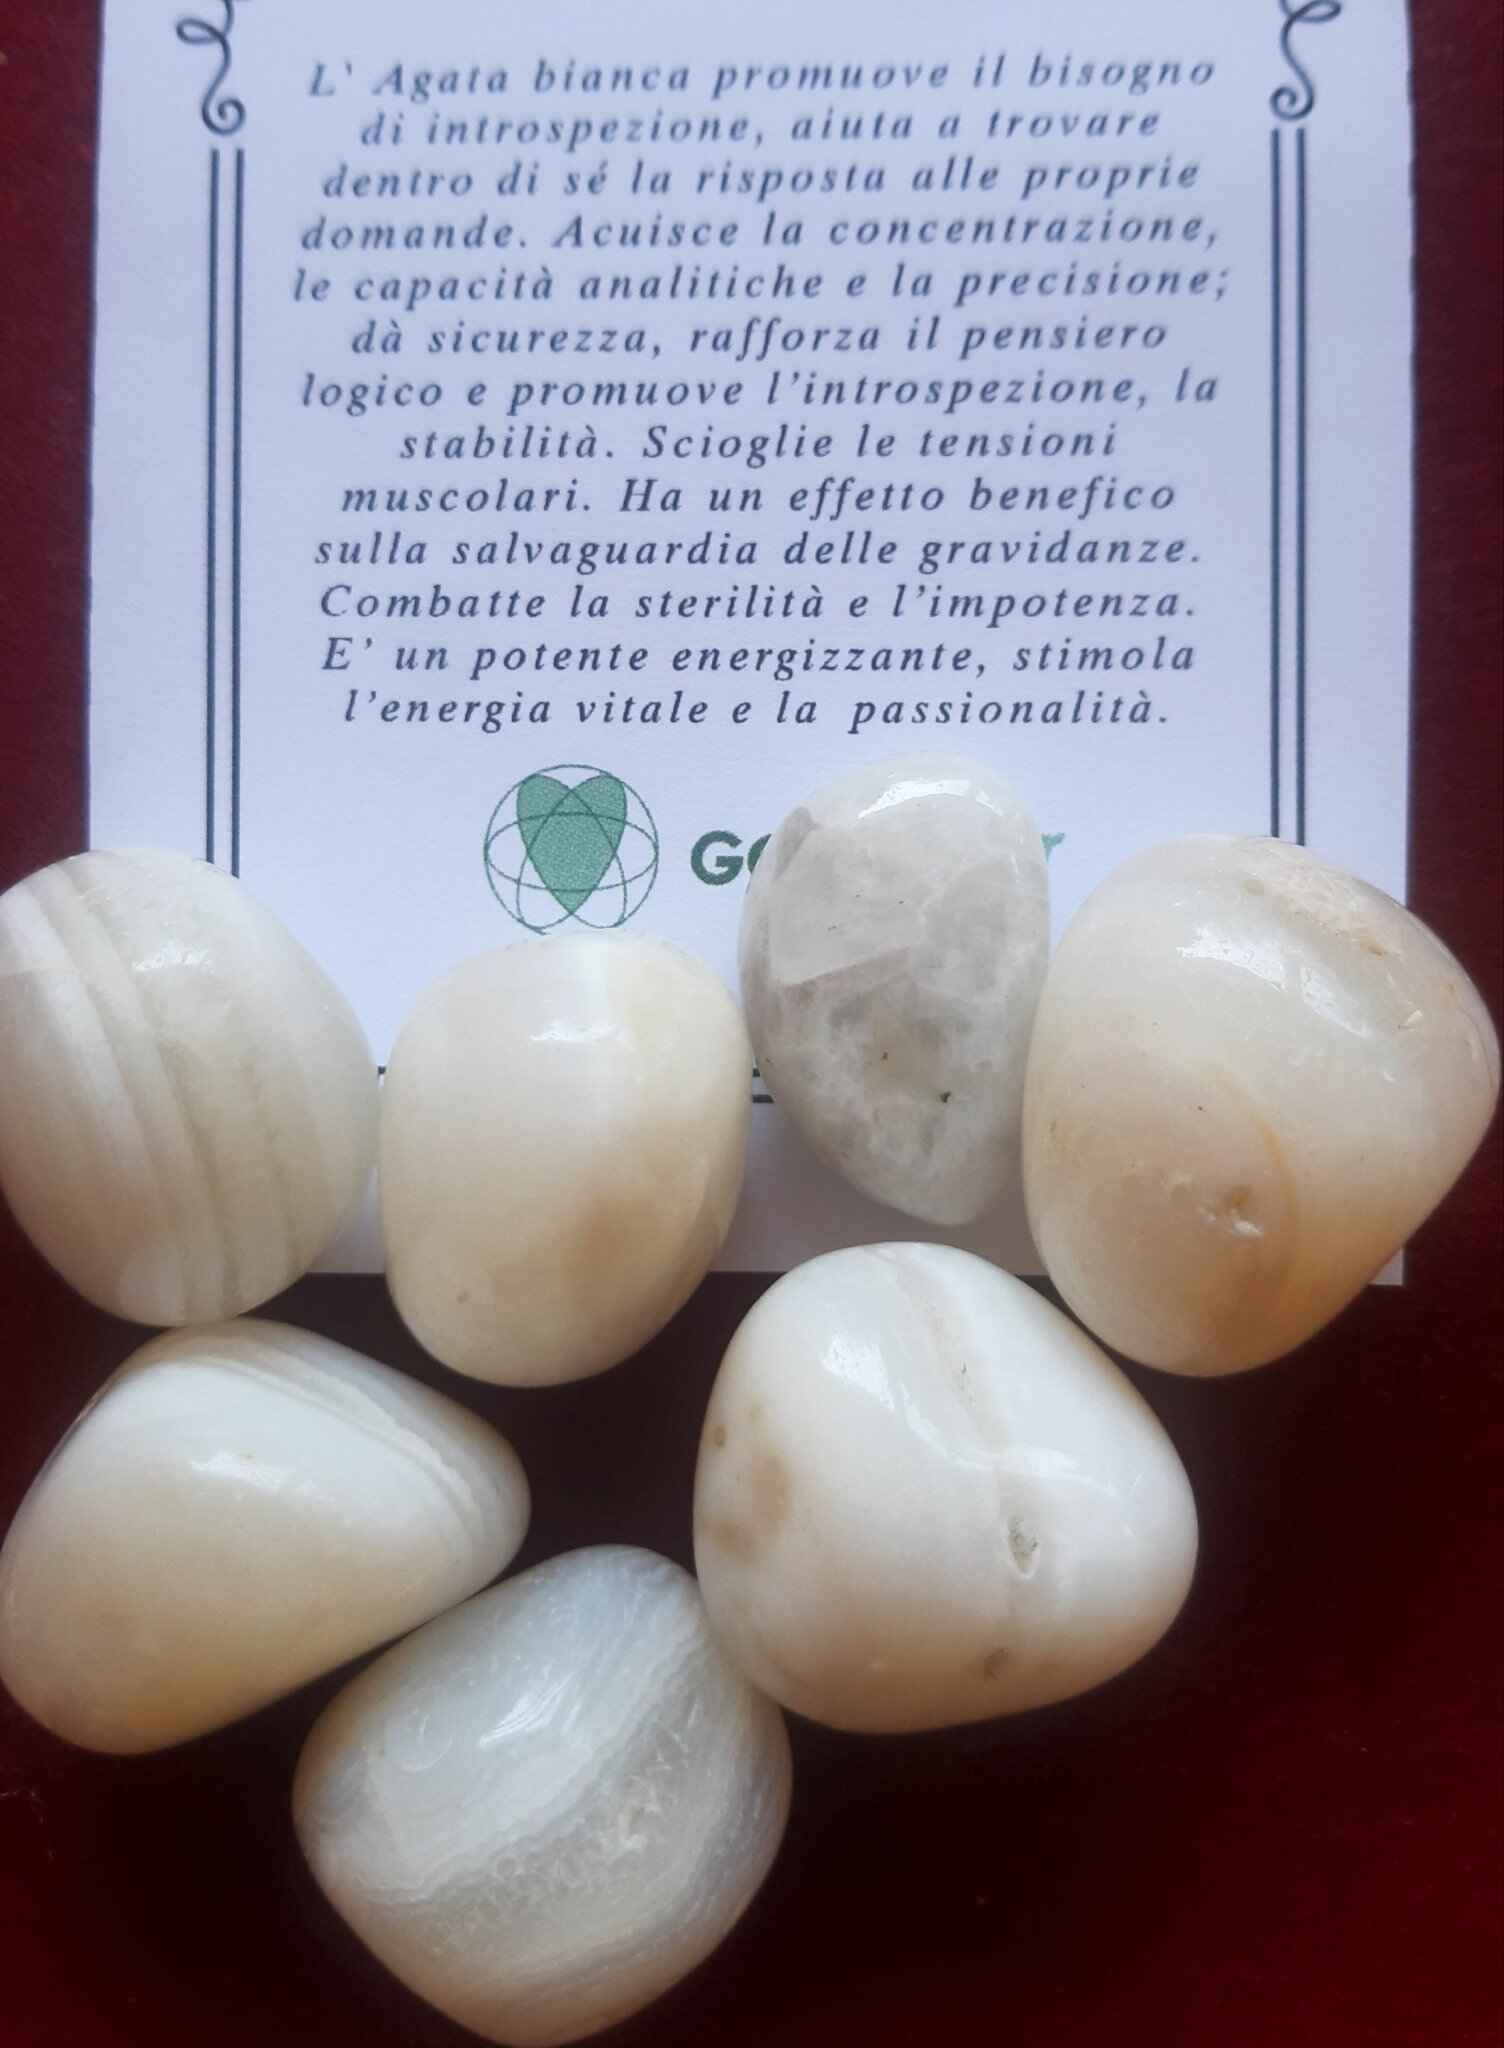 L' Agata bianca promuove il bisogno
di introspezione, aiuta a trovare
dentro di sé la risposta alle proprie
domande. Acuisce la concentrazione,
le capacità analitiche e la precisione;
dà sicurezza, rafforza il pensiero
logico e promuove l’introspezione, la
stabilità. Scioglie le tensioni
muscolari. Ha un effetto benefico
sulla salvaguardia delle gravidanze.
Combatte la sterilità e l’impotenza.
E’ un potente energizzante, stimola
l’energia vitale e la passionalità.